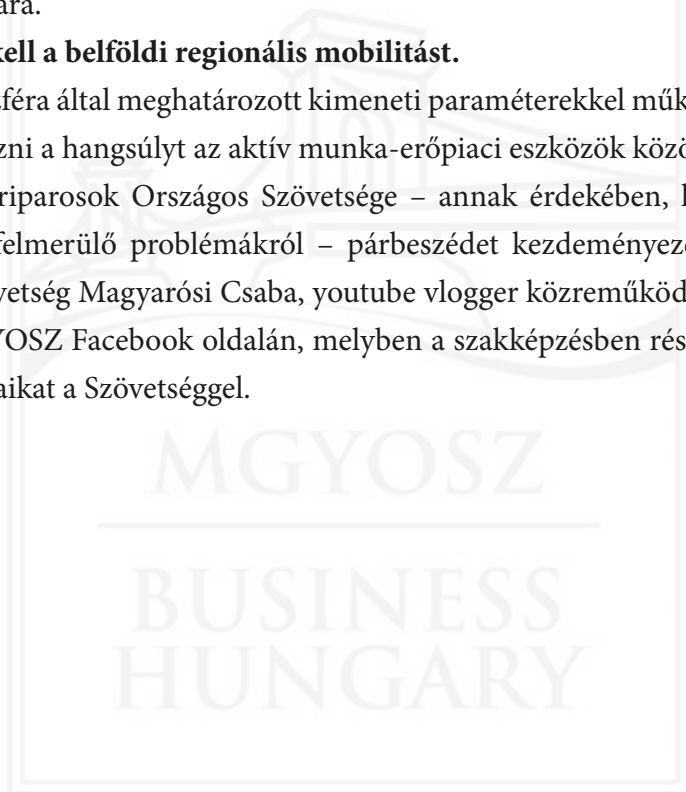 ára.
kell a belföldi regionális mobilitást.
zféra által meghatározott kimeneti paraméterekkel műk
zni a hangsúlyt az aktív munka-erőpiaci eszközök közö
riparosok Országos Szövetsége – annak érdekében, h
felmerülő problémákról – párbeszédet kezdeményez
vetség Magyarósi Csaba, youtube vlogger közreműköd
YOSZ Facebook oldalán, melyben a szakképzésben rés
aikat a Szövetséggel.
MGYOSZ
BUSINESS
HUNGARY